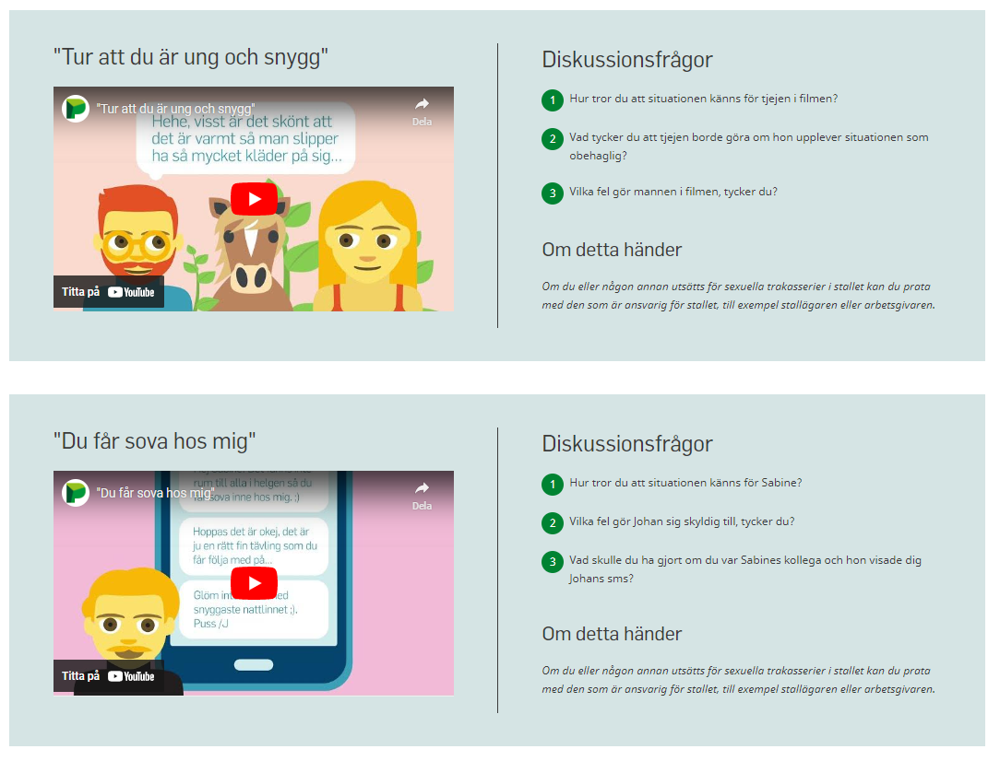 "Tur att du är ung och snygg"
"Tur att du är ung och snygg"
Dela
Hehe, visst är det skönt att
det är varmt så man slipper
ha så mycket kläder på sig...
Titta på YouTube
Diskussionsfrågor
1 Hur tror du att situationen känns för tjejen i filmen?
2 Vad tycker du att tjejen borde göra om hon upplever situationen som
obehaglig?
3 Vilka fel gör mannen i filmen, tycker du?
Om detta händer
Om du eller någon annan utsätts för sexuella trakasserier i stallet kan du prata
med den som är ansvarig för stallet, till exempel stallägaren eller arbetsgivaren.
"Du får sova hos mig"
"Du får sova hos mig"
Dela
rum till alla i helgen så du
får sova inne hos mig. ;)
Hoppas det är okej, det är
ju en rätt fin tävling som du
får följa med på...
Glöm
snyggaste nattlinnet ;).
Puss /J
Titta på YouTube
Diskussionsfrågor
1 Hur tror du att situationen känns för Sabine?
2 Vilka fel gör Johan sig skyldig till, tycker du?
3 Vad skulle du ha gjort om du var Sabines kollega och hon visade dig
Johans sms?
Om detta händer
Om du eller någon annan utsätts för sexuella trakasserier i stallet kan du prata
med den som är ansvarig för stallet, till exempel stallägaren eller arbetsgivaren.